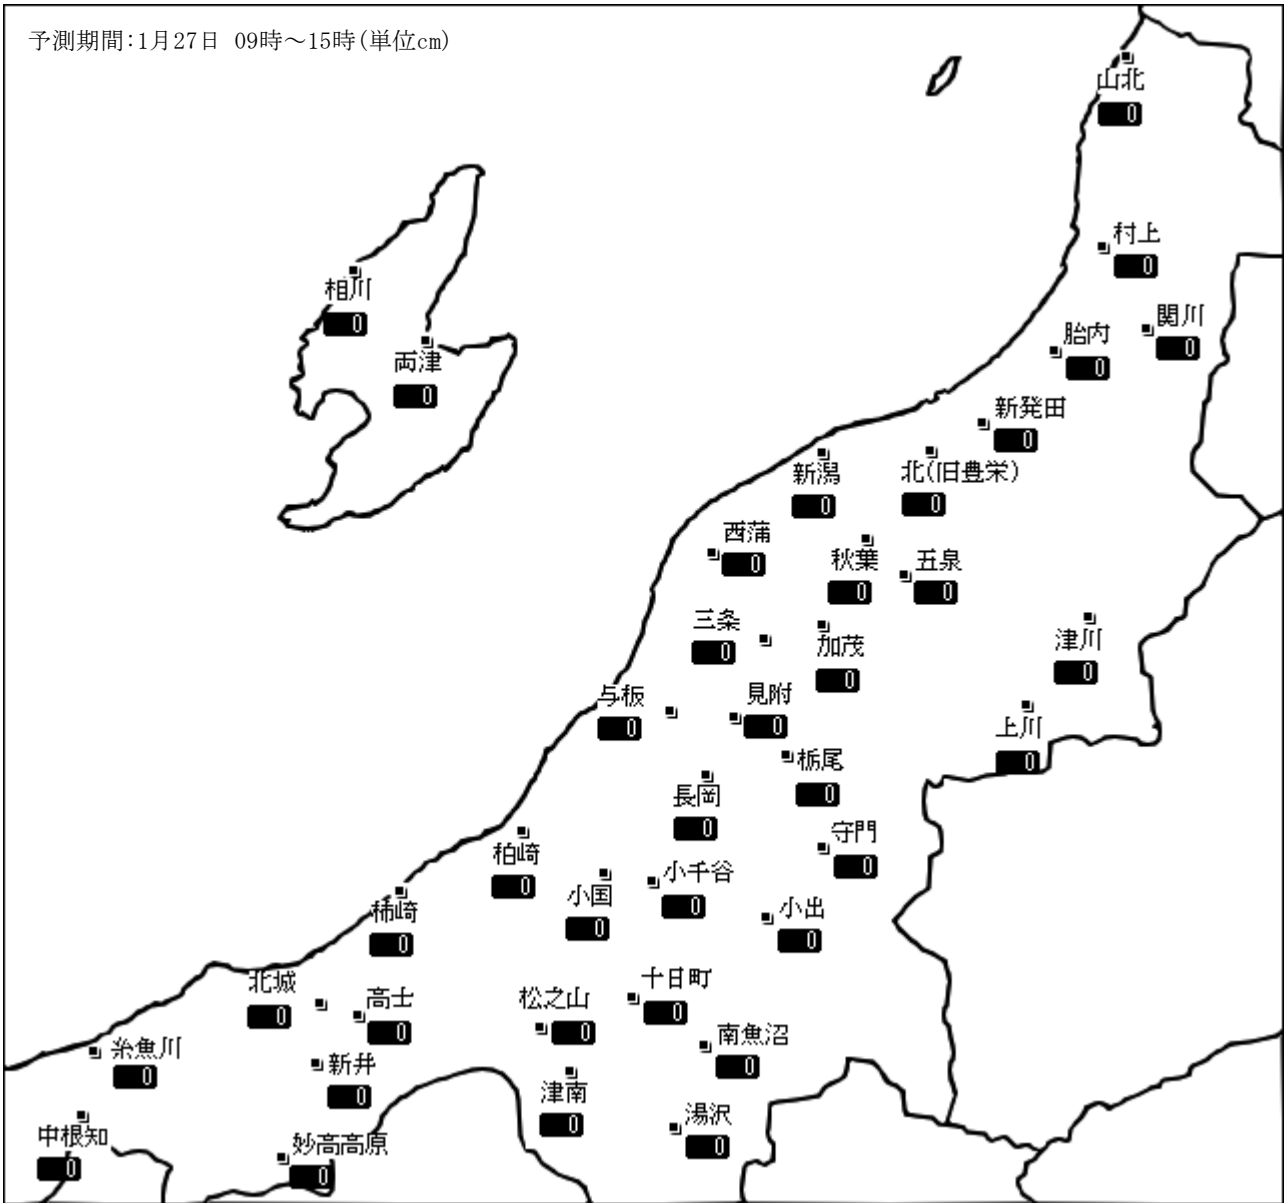 予測期間:1月27日 09時～15時(単位cm)
山北
0
村上
0
相川
0
関川
0
胎内
0
両津
0
新発田
0
新潟
0
北(旧豊栄)
0
西蒲
0
秋葉
0
五泉
0
三条
0
加茂
0
津川
0
与板
0
見附
0
上川
0
栃尾
0
長岡
0
守門
0
柏崎
0
小千谷
0
小国
0
小出
0
柿崎
0
北城
0
高士
0
松之山
0
十日町
0
南魚沼
0
糸魚川
0
新井
0
津南
0
湯沢
0
中根知
0
妙高高原
0